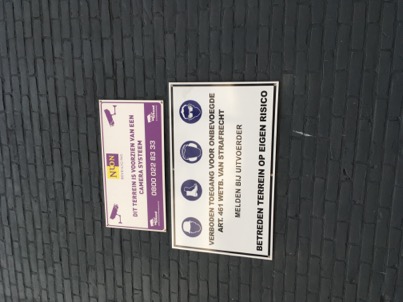 NUON
DIT TERREIN IS VOORZIEN VAN EEN
CAMERA SYSTEEM
0800 022 83 33
VERBODEN TOEGANG VOOR ONBEVOEGDE
ART. 461 WETB. VAN STRAFRECHT
MELDEN BIJ UITVOERDER
BETREDEN TERREIN OP EIGEN RISICO